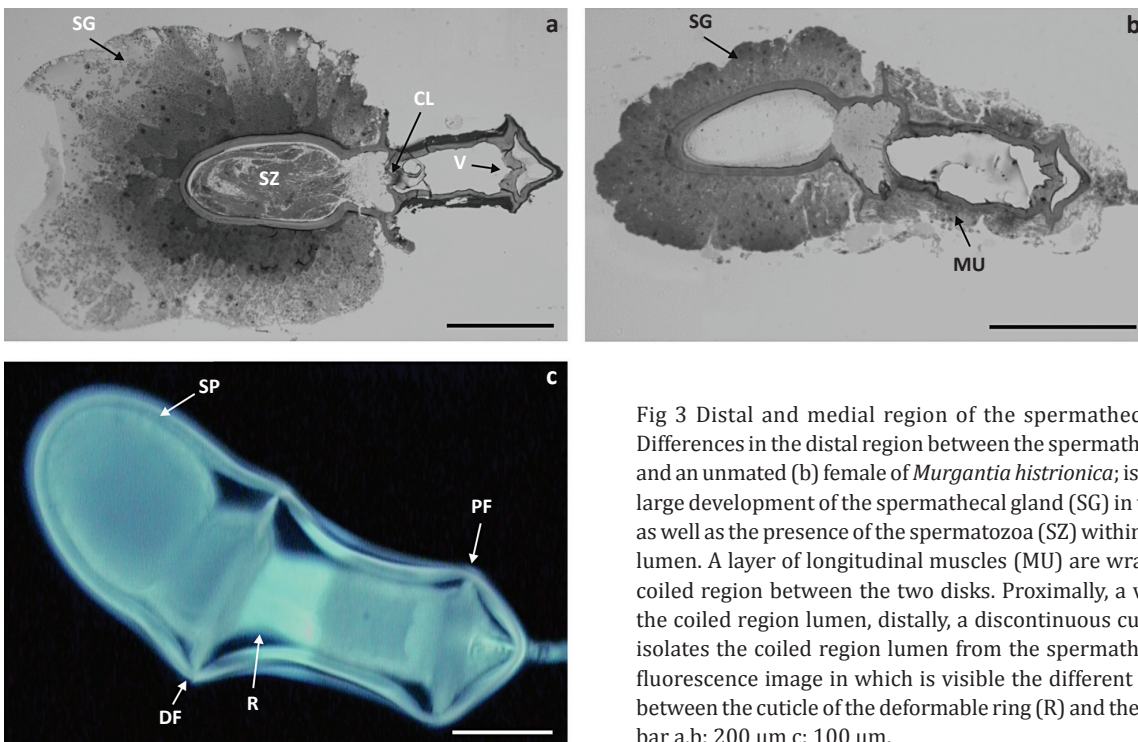 SG
a
CL
SZ
V
SG
b
MU
c
SP
PF
DF
R
Fig 3 Distal and medial region of the spermathec
Differences in the distal region between the spermath
and an unmated (b) female of Murgantia histrionica; is
large development of the spermathecal gland (SG) in
as well as the presence of the spermatozoa (SZ) within
lumen. A layer of longitudinal muscles (MU) are wra
coiled region between the two disks. Proximally, a v
the coiled region lumen, distally, a discontinuous cu
isolates the coiled region lumen from the spermath
fluorescence image in which is visible the different
between the cuticle of the deformable ring (R) and the
bar a,b: 200 µm c: 100 µm.